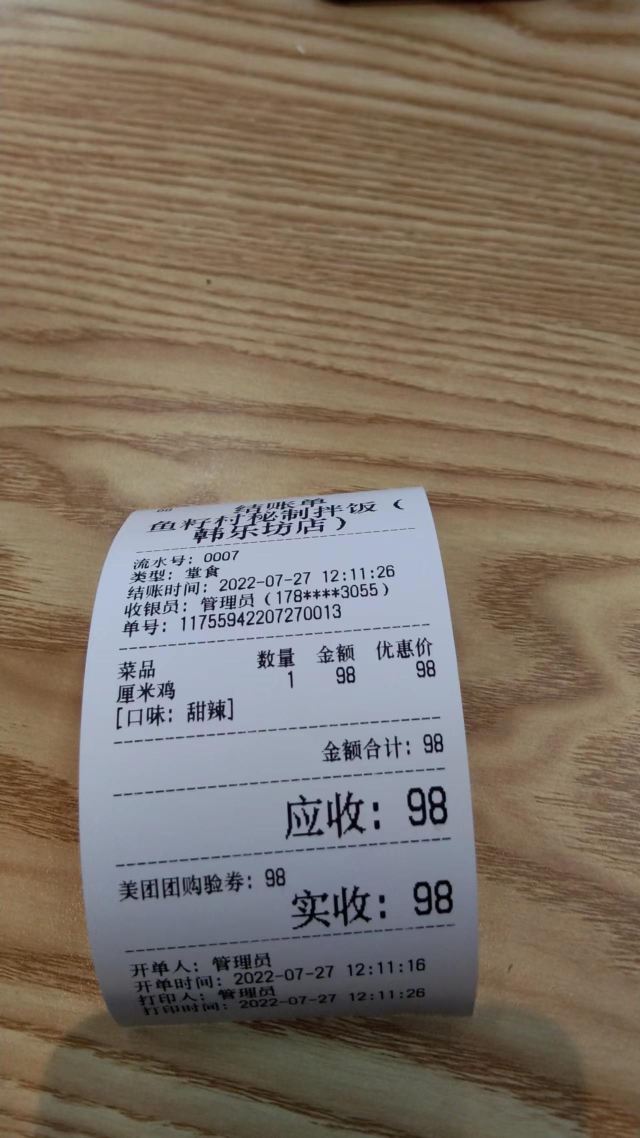 结账单
鱼籽村秘制拌饭（
韩乐坊店）
流水号: 0007
类型: 堂食
结账时间: 2022-07-27 12:11:26
收银员: 管理员（178****3055）
单号: 11755942207270013
菜品 数量 金额 优惠价
厘米鸡 1 98 98
[口味: 甜辣]
金额合计: 98
应收: 98
美团团购验券: 98
实收: 98
开单人: 管理员
开单时间: 2022-07-27 12:11:16
打印人: 管理员
打印时间: 2022-07-27 12:11:26